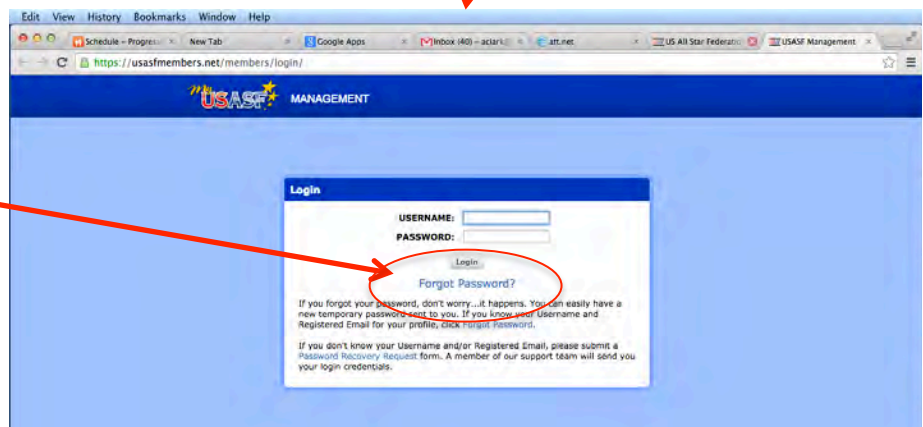 Edit View History Bookmarks Window Help
Schedule – Progres New Tab Google Apps Inbox (40) – att.net US All Star Federati USASF Management
https://usasfmembers.net/members/login/
my USASF MANAGEMENT
Login
USERNAME:
PASSWORD:
Login
Forgot Password?
If you forgot your password, don't worry...it happens. You can easily have a
new temporary password sent to you. If you know your Username and
Registered Email for your profile, click Forgot Password.
If you don't know your Username and/or Registered Email, please submit a
Password Recovery Request form. A member of our support team will send you
your login credentials.